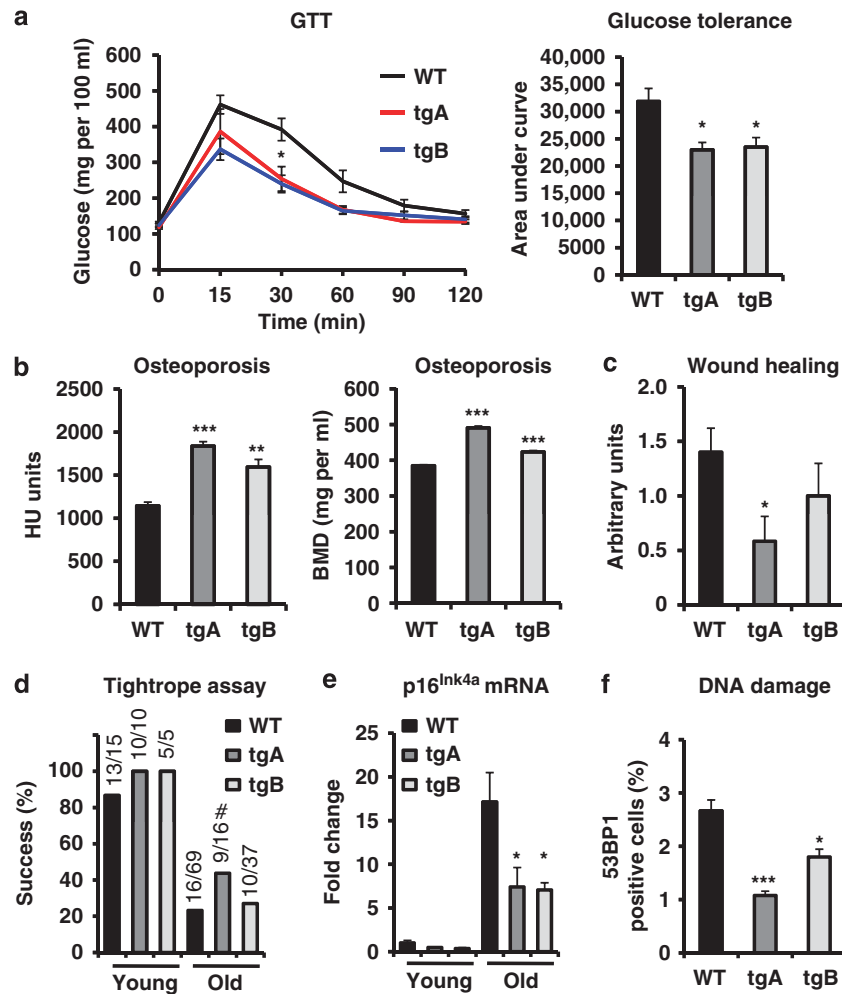 a
GTT
Glucose (mg per 100 ml)
600
500
400
300
200
100
0
*
WT
tgA
tgB
0 15 30 60 90 120
Time (min)
Glucose tolerance
Area under curve
40,000
35,000
30,000
25,000
20,000
15,000
10,000
5000
0
* *
WT tgA tgB
b
Osteoporosis
HU units
2500
2000
1500
1000
500
0
*** **
WT tgA tgB
Osteoporosis
BMD (mg per ml)
600
500
400
300
200
100
0
*** ***
WT tgA tgB
c
Wound healing
Arbitrary units
2.0
1.5
1.0
0.5
0
*
WT tgA tgB
d
Tightrope assay
Success (%)
100
80
60
40
20
0
13/15
10/10
5/5
16/69
9/16 #
10/37
WT
tgA
tgB
Young Old
e
p16Ink4a mRNA
Fold change
25
20
15
10
5
0
WT
tgA
tgB
* *
Young Old
f
DNA damage
53BP1
positive cells (%)
4
3
2
1
0
*** *
WT tgA tgB